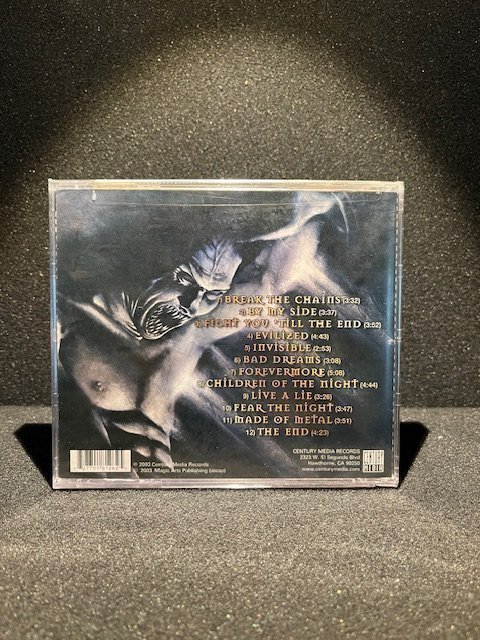 1) BREAK THE CHAINS (3:32)
2) BY MY SIDE (3:37)
3) FIGHT YOU 'TILL THE END (3:52)
4) EVILIZED (4:43)
5) INVISIBLE (2:53)
6) BAD DREAMS (3:08)
7) FOREVERMORE (5:08)
8) CHILDREN OF THE NIGHT (4:44)
9) LIVE A LIE (3:26)
10) FEAR THE NIGHT (3:47)
11) MADE OF METAL (3:51)
12) THE END (4:23)
℗ 2003 Century Media Records
© 2003 Magic Arts Publishing (ascap)
CENTURY MEDIA RECORDS
2323 W. El Segundo Blvd
Hawthorne, CA 90250
www.centurymedia.com
CENTURY
MEDIA